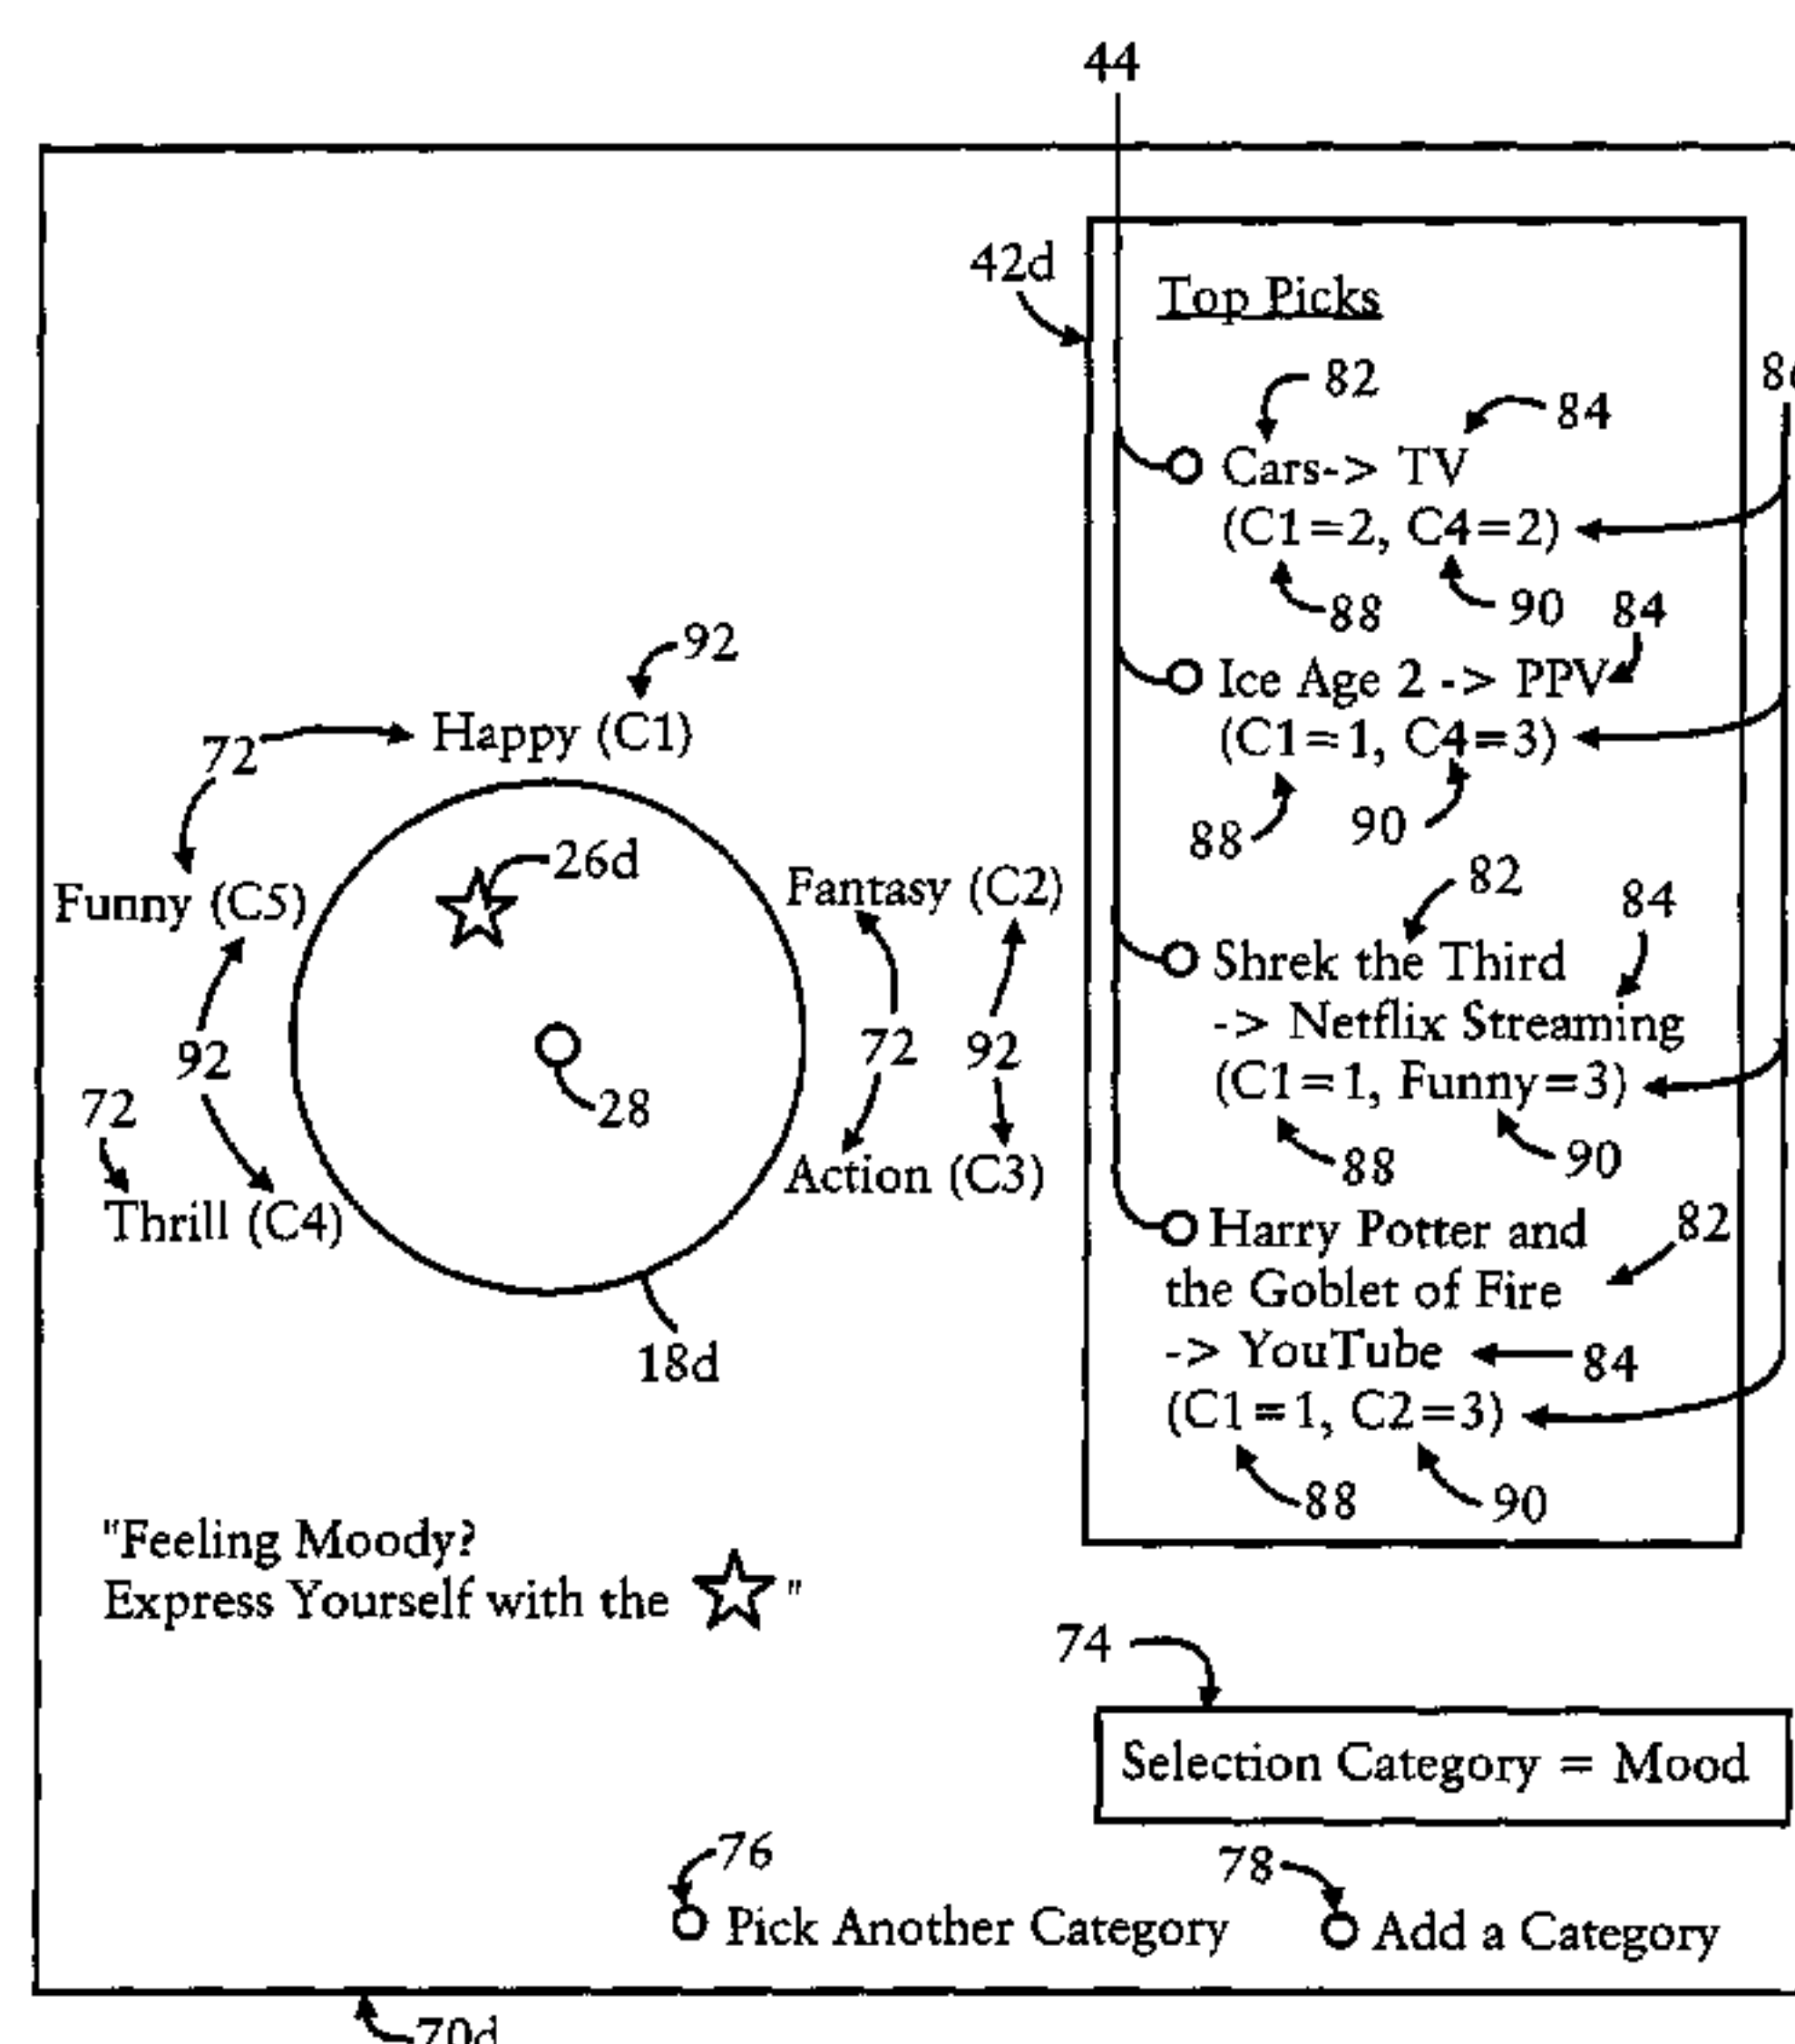 44
42d
Top Picks
82
84
Cars-> TV
(C1=2, C4=2)
88
90
84
Ice Age 2 -> PPV
(C1=1, C4=3)
88
90
82
84
Shrek the Third
-> Netflix Streaming
(C1=1, Funny=3)
88
90
Harry Potter and
82
the Goblet of Fire
-> YouTube
84
(C1=1, C2=3)
88
90
92
72
Happy (C1)
26d
Funny (C5)
Fantasy (C2)
92
72
92
72
28
Action (C3)
Thrill (C4)
18d
"Feeling Moody?
Express Yourself with the ☆"
74
Selection Category = Mood
76
78
Pick Another Category
Add a Category
70d